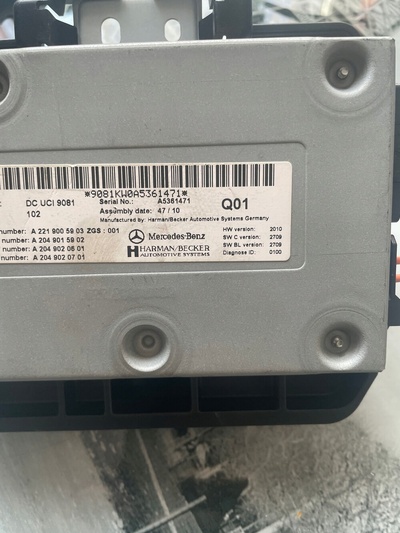 *9081KW0A5361471*
DC UCI 9081 Serial No.: A5361471 Q01
102 Assembly date: 47 / 10
Manufactured by: Harman/Becker Automotive Systems Germany
number: A 221 900 59 03 ZGS : 001 Mercedes-Benz HW version: 2010
number: A 204 901 59 02 SW C version: 2709
number: A 204 902 06 01 HARMAN/BECKER SW BL version: 2709
number: A 204 902 07 01 AUTOMOTIVE SYSTEMS Diagnose ID: 0100